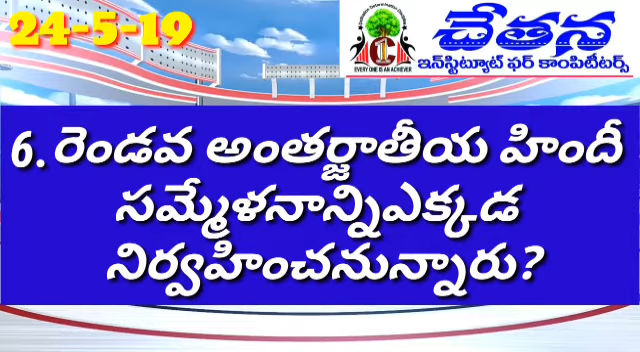 24-5-19
చేతన
ఇన్‌స్టిట్యూట్ ఫర్ కాంపిటీటర్స్
EVERY ONE IS AN ACHIEVER
6. రెండవ అంతర్జాతీయ హిందీ
సమ్మేళనాన్నిఎక్కడ
నిర్వహించనున్నారు?